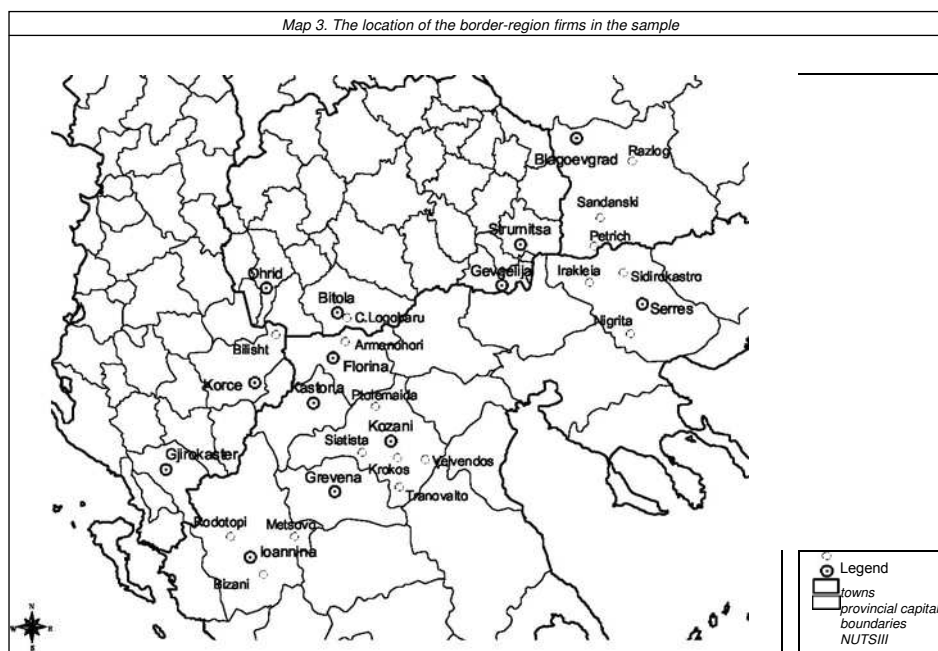 Map 3. The location of the border-region firms in the sample
Blagoevgrad
Razlog
Sandanski
Strumitsa
Petrich
Ohrid
Gevgelija
Irakleia
Sidirokastro
Bitola
C.Logobaru
Serres
Nigrita
Bilisht
Armenohori
Florina
Korce
Kastoria
Ptolemaida
Kozani
Siatista
Gjirokaster
Krokos
Velvendos
Grevena
Tranovalto
Rodotopi
Metsovo
Ioannina
Bizani
N
S
Legend
towns
provincial capital
boundaries
NUTSIII